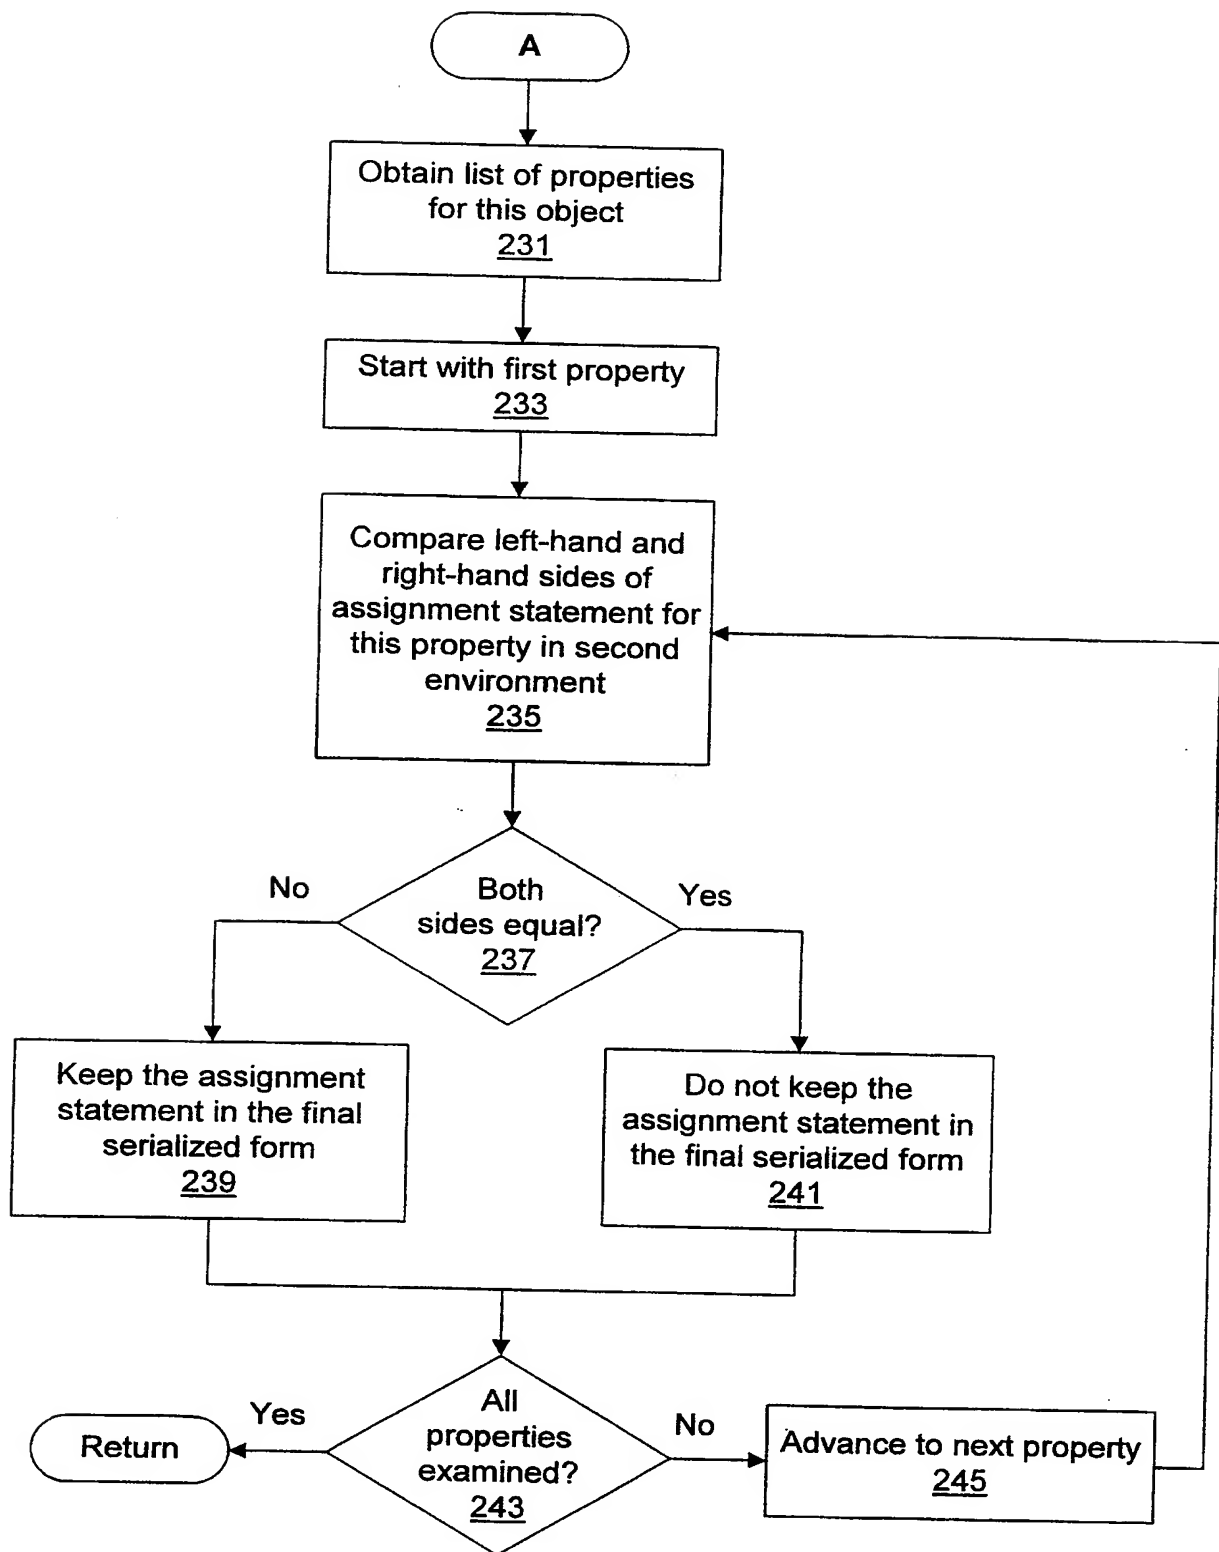 A
Obtain list of properties
for this object
231
Start with first property
233
Compare left-hand and
right-hand sides of
assignment statement for
this property in second
environment
235
Both
sides equal?
237
No
Yes
Keep the assignment
statement in the final
serialized form
239
Do not keep the
assignment statement in
the final serialized form
241
All
properties
examined?
243
Yes
No
Return
Advance to next property
245